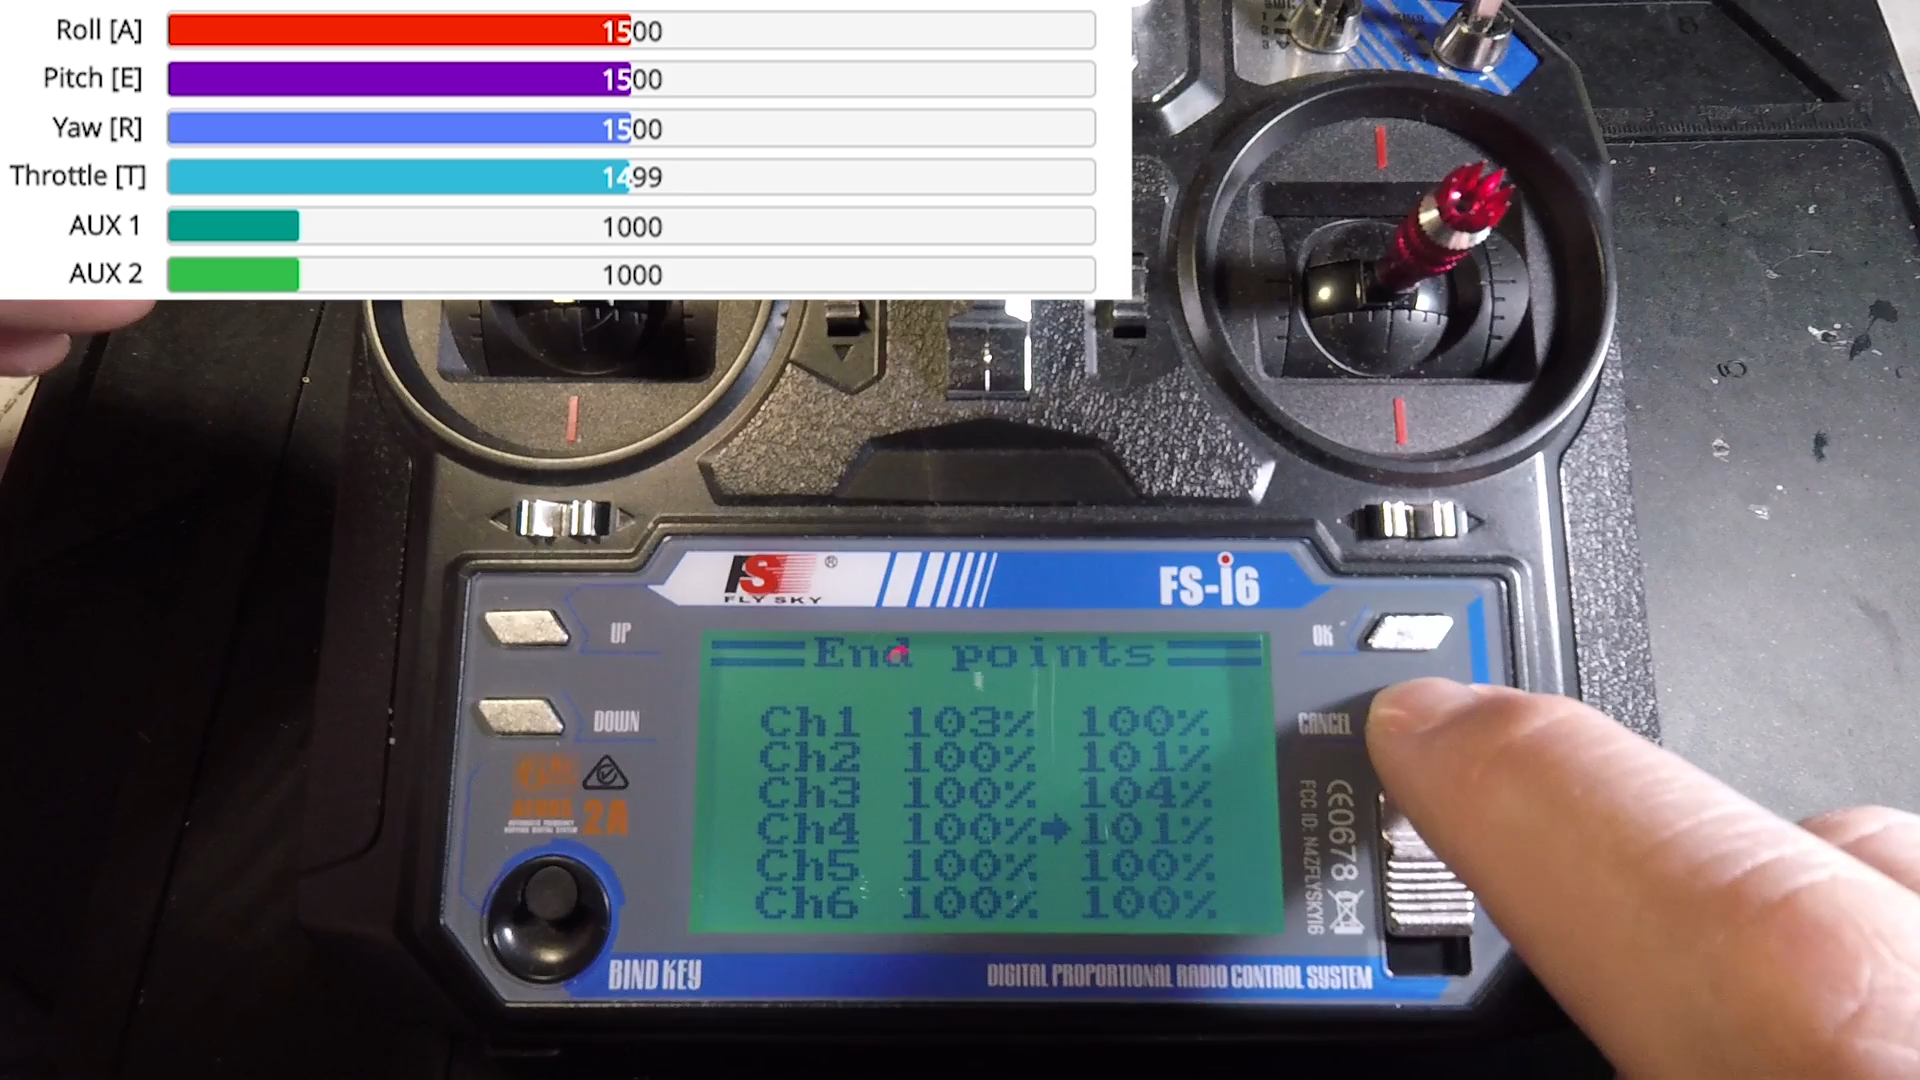 Roll [A] 1500
Pitch [E] 1500
Yaw [R] 1500
Throttle [T] 1499
AUX 1 1000
AUX 2 1000
FS ®
FLY SKY
FS-i6
UP
OK
DOWN
CANCEL
End points
Ch1 103% 100%
Ch2 100% 101%
Ch3 100% 104%
Ch4 100% 101%
Ch5 100% 100%
Ch6 100% 100%
2A
CE0678
FCC ID: N4ZFLYSKYI6
BIND KEY
DIGITAL PROPORTIONAL RADIO CONTROL SYSTEM